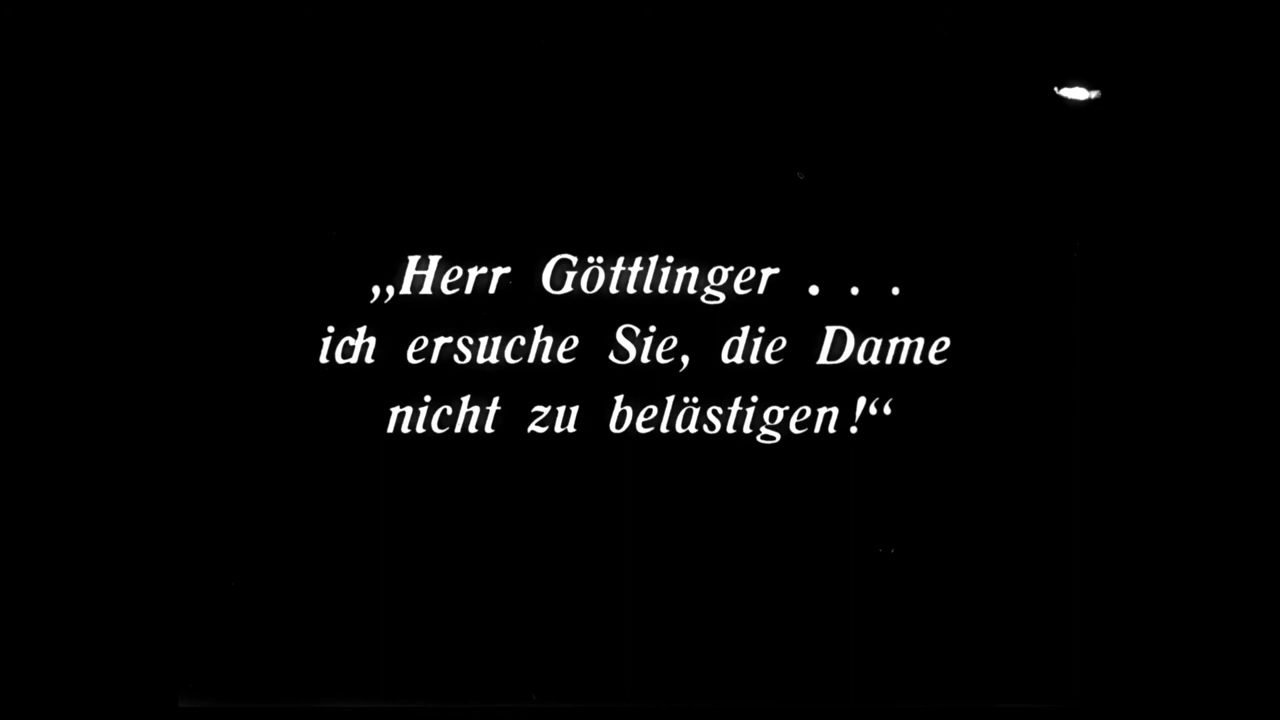 „Herr Göttlinger . . .
ich ersuche Sie, die Dame
nicht zu belästigen!“